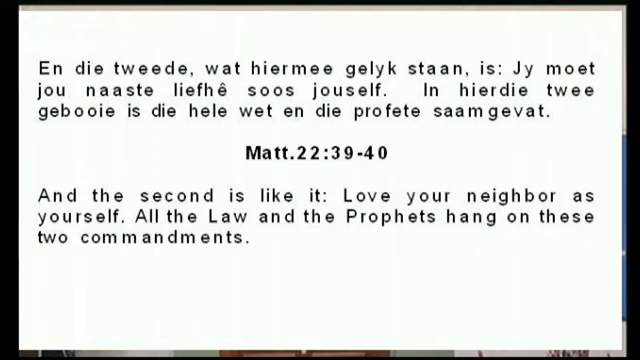 En die tweede, wat hiermee gelyk staan, is: Jy moet
jou naaste liefhê soos jouself. In hierdie twee
gebooie is die hele wet en die profete saamgevat.
Matt.22:39-40
And the second is like it: Love your neighbor as
yourself. All the Law and the Prophets hang on these
two commandments.